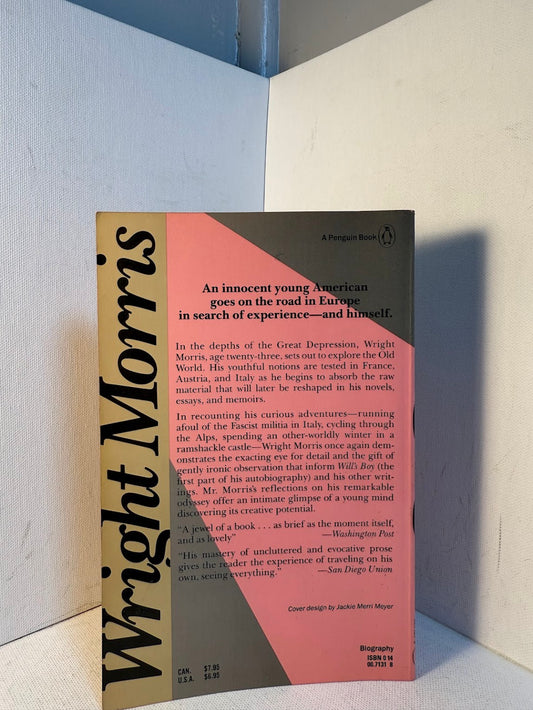 Wright Morris
A Penguin Book
An innocent young American
goes on the road in Europe
in search of experience—and himself.
In the depths of the Great Depression, Wright
Morris, age twenty-three, sets out to explore the Old
World. His youthful notions are tested in France,
Austria, and Italy as he begins to absorb the raw
material that will later be reshaped in his novels,
essays, and memoirs.
In recounting his curious adventures—running
afoul of the Fascist militia in Italy, cycling through
the Alps, spending an other-worldly winter in a
ramshackle castle—Wright Morris once again dem-
onstrates the exacting eye for detail and the gift of
gently ironic observation that inform Will's Boy (the
first part of his autobiography) and his other writ-
ings. Mr. Morris's reflections on his remarkable
odyssey offer an intimate glimpse of a young mind
discovering its creative potential.
"A jewel of a book . . . as brief as the moment itself,
and as lovely" —Washington Post
"His mastery of uncluttered and evocative prose
gives the reader the experience of traveling on his
own, seeing everything." —San Diego Union
Cover design by Jackie Merri Meyer
Biography
ISBN 0 14
00.7131 8
CAN. $7.95
U.S.A. $6.95